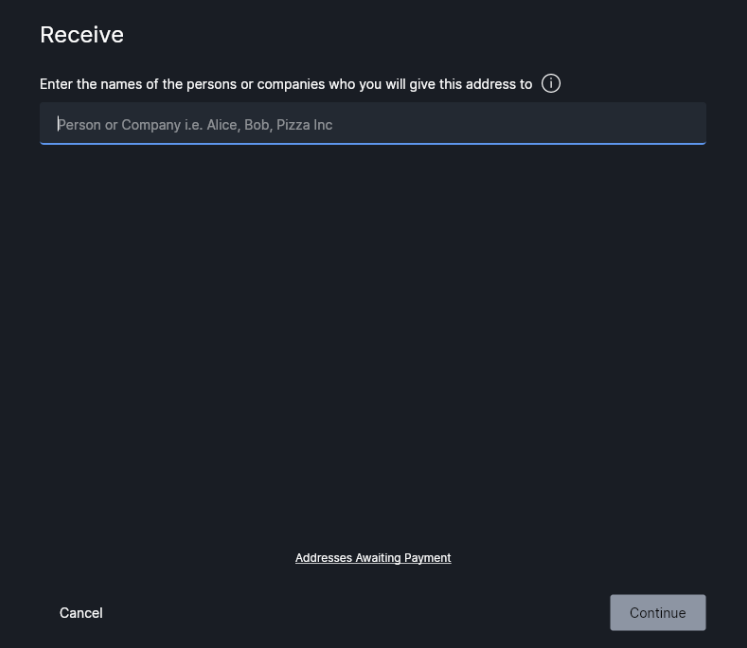 Receive
Enter the names of the persons or companies who you will give this address to
Person or Company i.e. Alice, Bob, Pizza Inc
Addresses Awaiting Payment
Cancel
Continue